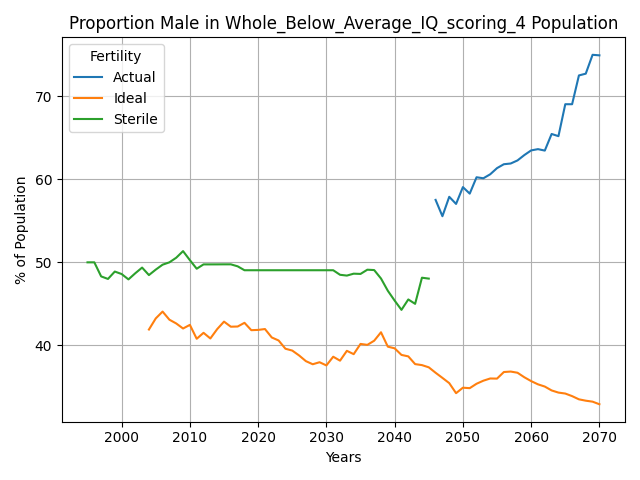 Proportion Male in Whole_Below_Average_IQ_scoring_4 Population
Fertility
Actual
Ideal
Sterile
% of Population
70
60
50
40
2000 2010 2020 2030 2040 2050 2060 2070
Years